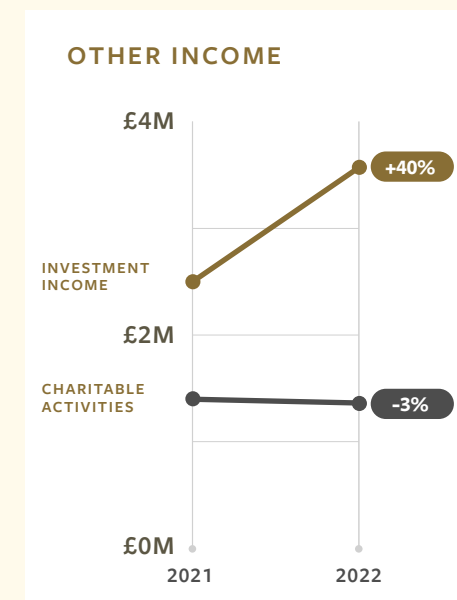 OTHER INCOME
£4M
+40%
INVESTMENT
INCOME
£2M
CHARITABLE
ACTIVITIES
-3%
£0M
2021
2022